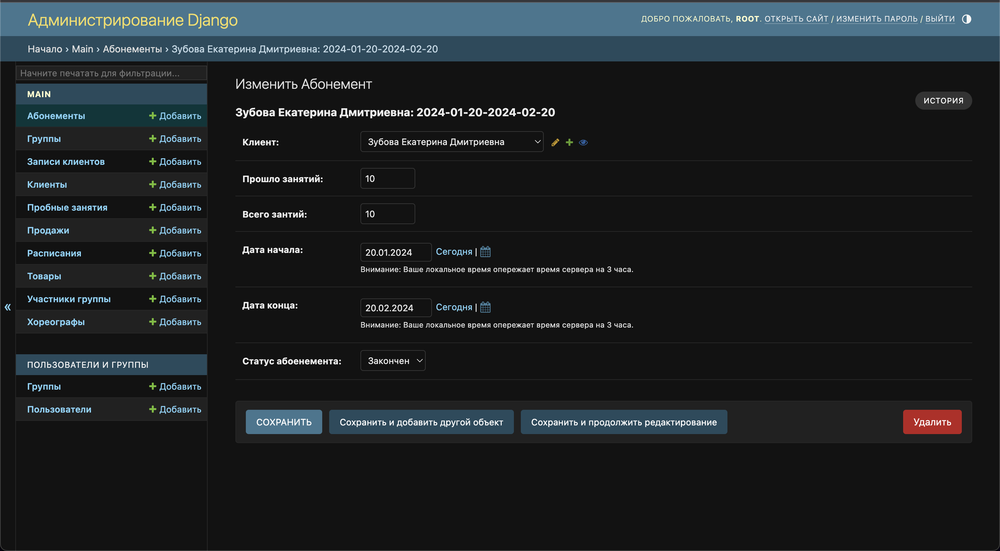 Администрирование Django
ДОБРО ПОЖАЛОВАТЬ, ROOT. ОТКРЫТЬ САЙТ / ИЗМЕНИТЬ ПАРОЛЬ / ВЫЙТИ
Начало › Main › Абонементы › Зубова Екатерина Дмитриевна: 2024-01-20-2024-02-20
Начните печатать для фильтрации...
MAIN
Абонементы + Добавить
Группы + Добавить
Записи клиентов + Добавить
Клиенты + Добавить
Пробные занятия + Добавить
Продажи + Добавить
Расписания + Добавить
Товары + Добавить
Участники группы + Добавить
Хореографы + Добавить
ПОЛЬЗОВАТЕЛИ И ГРУППЫ
Группы + Добавить
Пользователи + Добавить
«
Изменить Абонемент
ИСТОРИЯ
Зубова Екатерина Дмитриевна: 2024-01-20-2024-02-20
Клиент: Зубова Екатерина Дмитриевна
Прошло занятий: 10
Всего зантий: 10
Дата начала: 20.01.2024 Сегодня |
Внимание: Ваше локальное время опережает время сервера на 3 часа.
Дата конца: 20.02.2024 Сегодня |
Внимание: Ваше локальное время опережает время сервера на 3 часа.
Статус абоенемента: Закончен
СОХРАНИТЬ Сохранить и добавить другой объект Сохранить и продолжить редактирование Удалить